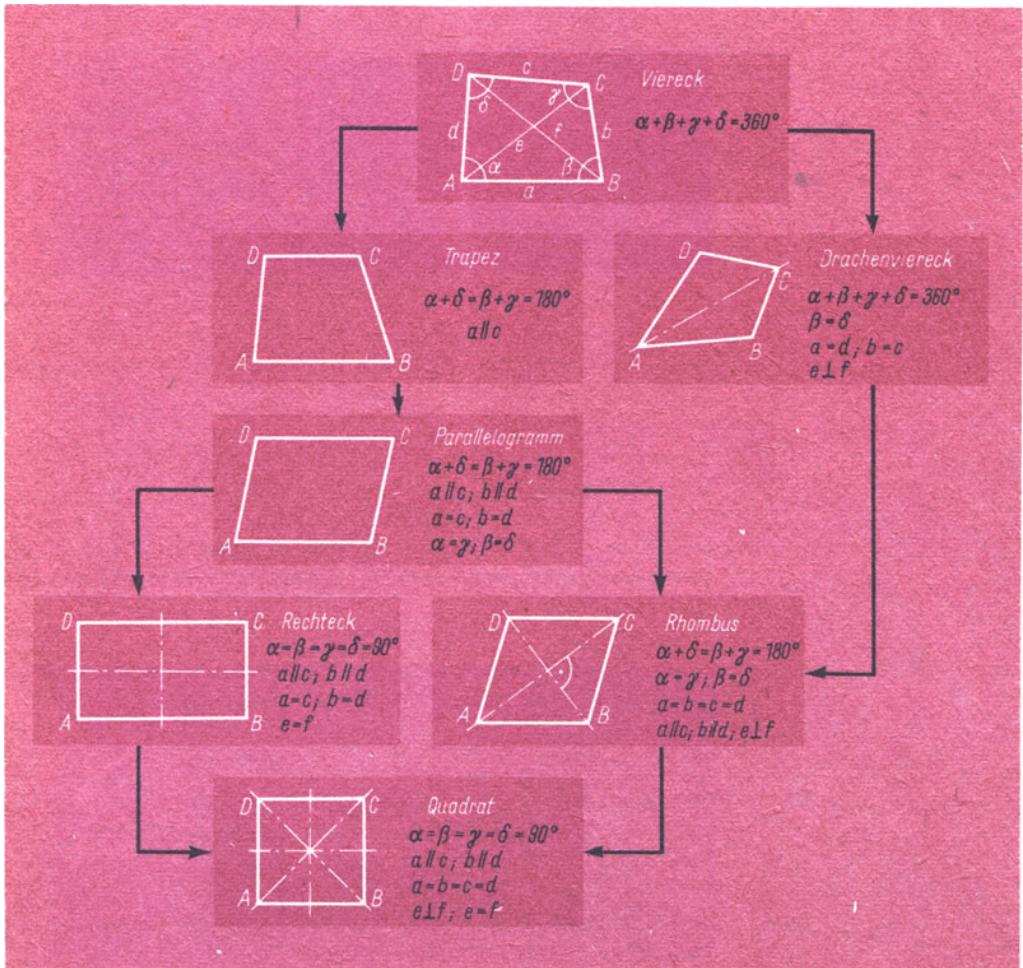 D c C Viereck
δ γ
α+β+γ+δ=360°
d e f b
α β
A a B
D C Trapez
α+δ=β+γ=180°
a∥c
A B
D C Drachenviereck
α+β+γ+δ=360°
β=δ
a=d; b=c
e⊥f
A B
D C Parallelogramm
α+δ=β+γ=180°
a∥c; b∥d
a=c; b=d
α=γ; β=δ
A B
D C Rechteck
α=β=γ=δ=90°
a∥c; b∥d
a=c; b=d
e=f
A B
D C Rhombus
α+δ=β+γ=180°
α=γ; β=δ
a=b=c=d
a∥c; b∥d; e⊥f
A B
D C Quadrat
α=β=γ=δ=90°
a∥c; b∥d
a=b=c=d
e⊥f; e=f
A B